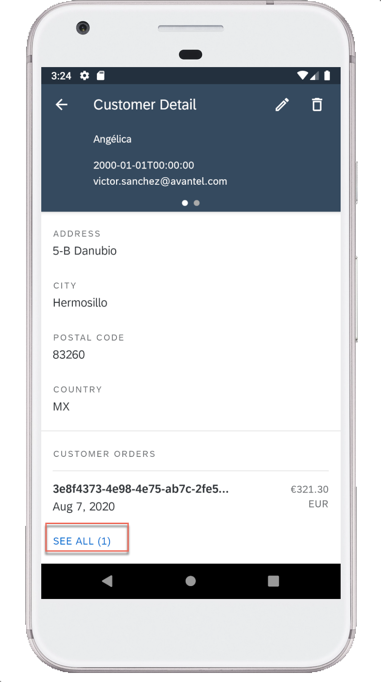 3:24
Customer Detail
Angélica
2000-01-01T00:00:00
victor.sanchez@avantel.com
ADDRESS
5-B Danubio
CITY
Hermosillo
POSTAL CODE
83260
COUNTRY
MX
CUSTOMER ORDERS
3e8f4373-4e98-4e75-ab7c-2fe5... €321.30
Aug 7, 2020 EUR
SEE ALL (1)